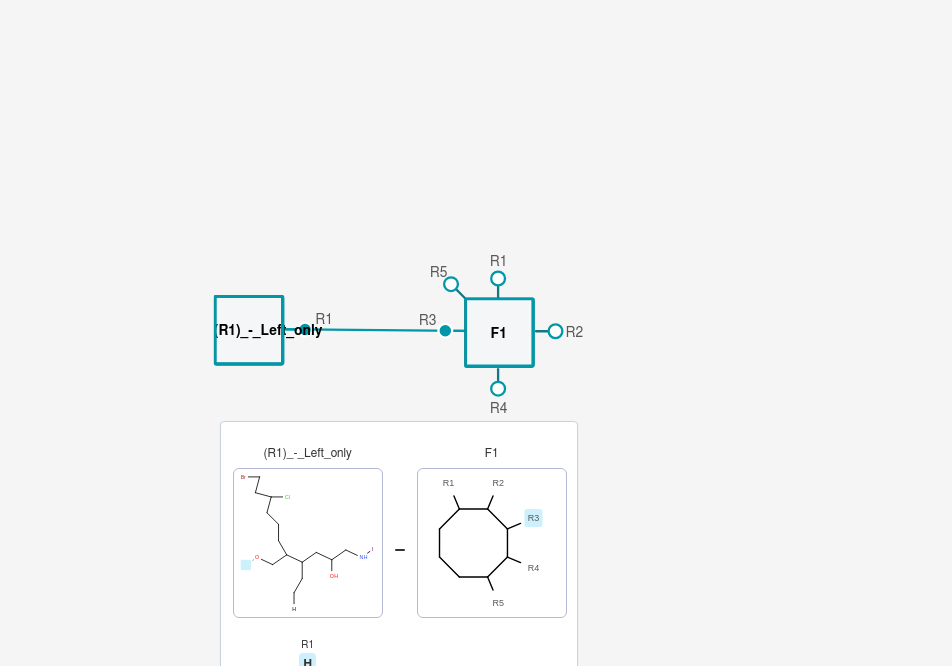 R1
R5
R1
R3
(R1)_-_Left_only
F1
R2
R4
(R1)_-_Left_only
F1
Br
Cl
O
OH
NH
I
H
R1
R2
R3
R4
R5
R1
H